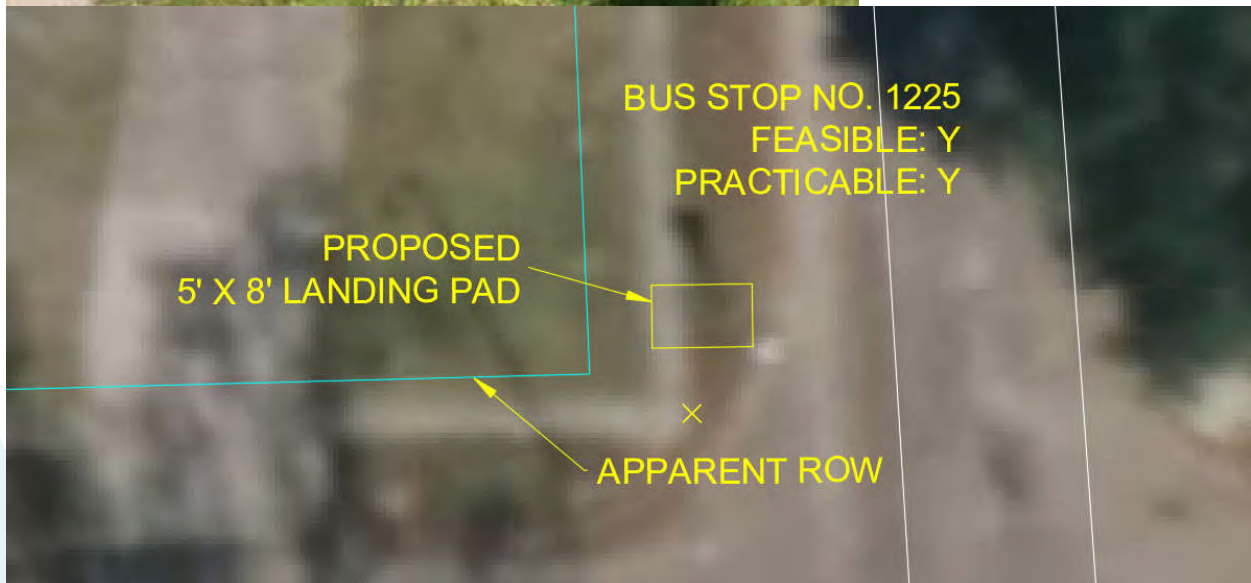 BUS STOP NO. 1225
FEASIBLE: Y
PRACTICABLE: Y
PROPOSED
5' X 8' LANDING PAD
APPARENT ROW